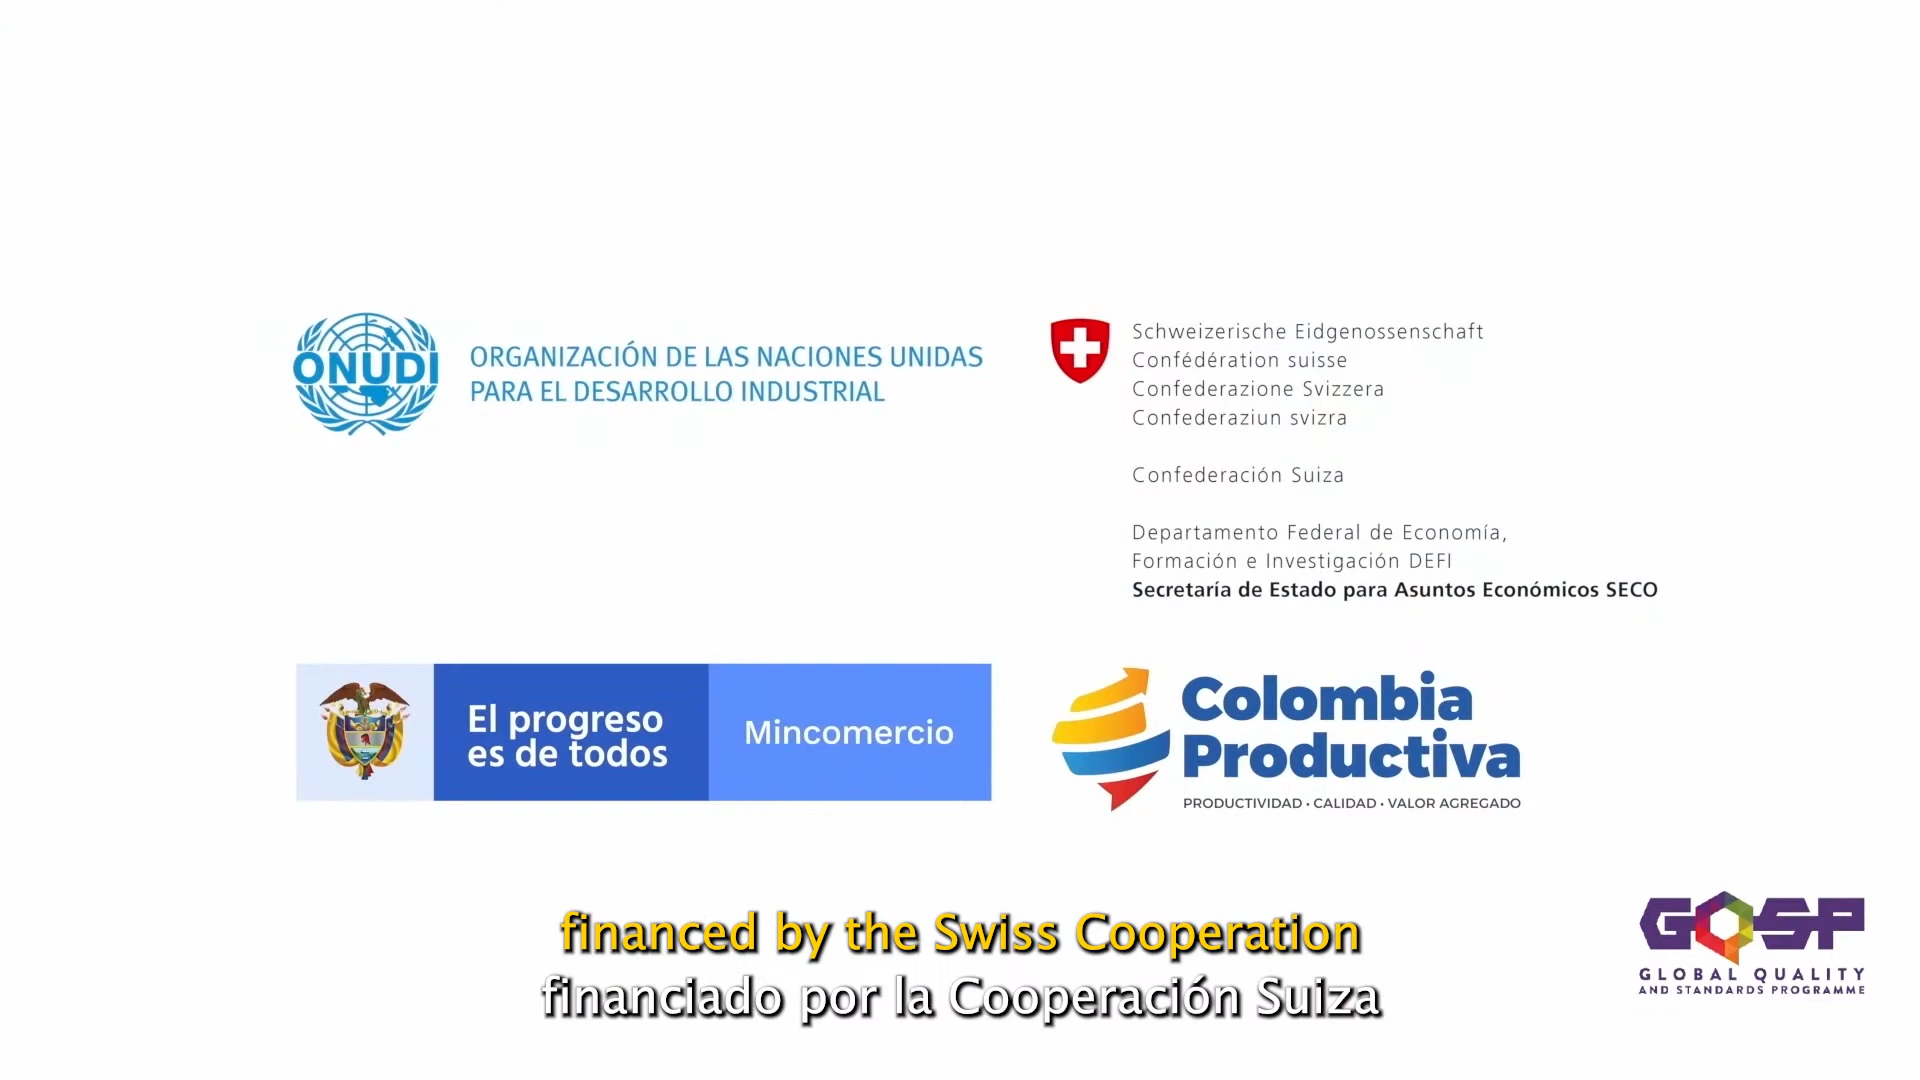 ONUDI
ORGANIZACIÓN DE LAS NACIONES UNIDAS
PARA EL DESARROLLO INDUSTRIAL
Schweizerische Eidgenossenschaft
Confédération suisse
Confederazione Svizzera
Confederaziun svizra
Confederación Suiza
Departamento Federal de Economía,
Formación e Investigación DEFI
Secretaría de Estado para Asuntos Económicos SECO
El progreso
es de todos
Mincomercio
Colombia
Productiva
PRODUCTIVIDAD · CALIDAD · VALOR AGREGADO
GQSP
GLOBAL QUALITY
AND STANDARDS PROGRAMME
financed by the Swiss Cooperation
financiado por la Cooperación Suiza